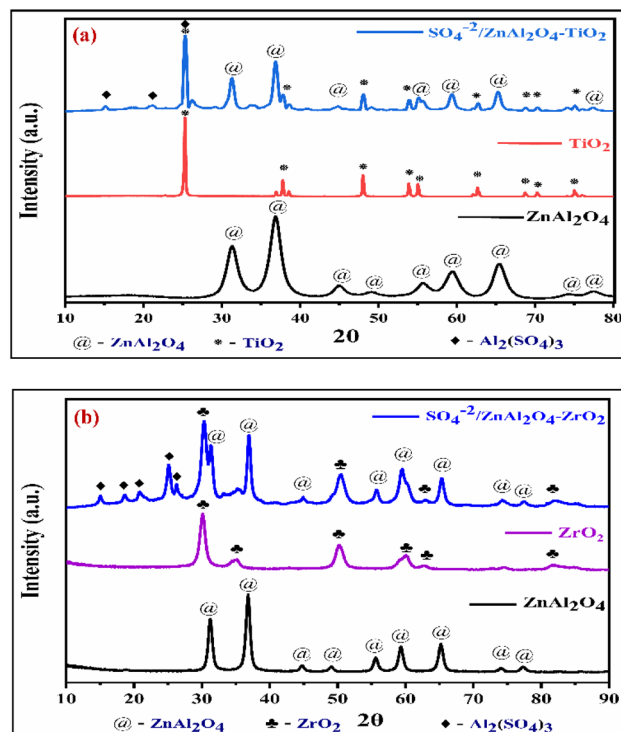 (a)
SO₄⁻²/ZnAl₂O₄-TiO₂
@ @ @ @ @ @ @
TiO₂
ZnAl₂O₄
@ @ @ @ @ @ @ @ @
Intensity (a.u.)
10 20 30 40 50 60 70 80
2Θ
@ - ZnAl₂O₄ * - TiO₂ ◆ - Al₂(SO₄)₃
(b)
SO₄⁻²/ZnAl₂O₄-ZrO₂
@ @ @ @ @ @ @ @
ZrO₂
ZnAl₂O₄
@ @ @ @ @ @ @ @ @
Intensity (a.u.)
10 20 30 40 50 60 70 80 90
2θ
@ - ZnAl₂O₄ ♣ - ZrO₂ ◆ - Al₂(SO₄)₃